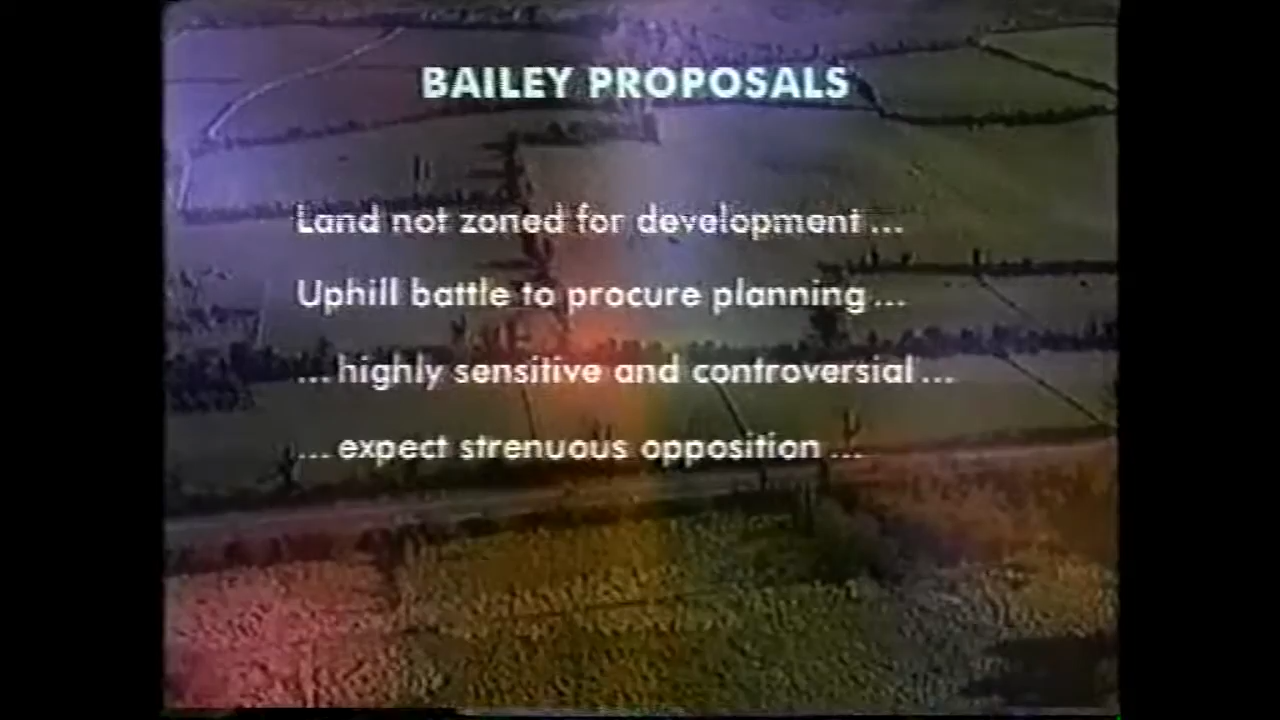 BAILEY PROPOSALS
Land not zoned for development ...
Uphill battle to procure planning ...
... highly sensitive and controversial ...
... expect strenuous opposition ...